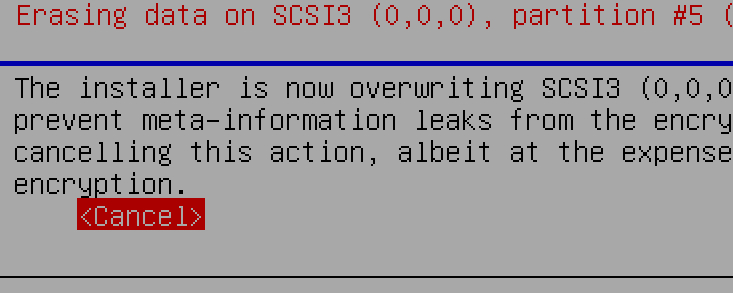 Erasing data on SCSI3 (0,0,0), partition #5 (
The installer is now overwriting SCSI3 (0,0,0
prevent meta-information leaks from the encry
cancelling this action, albeit at the expense
encryption.
<Cancel>